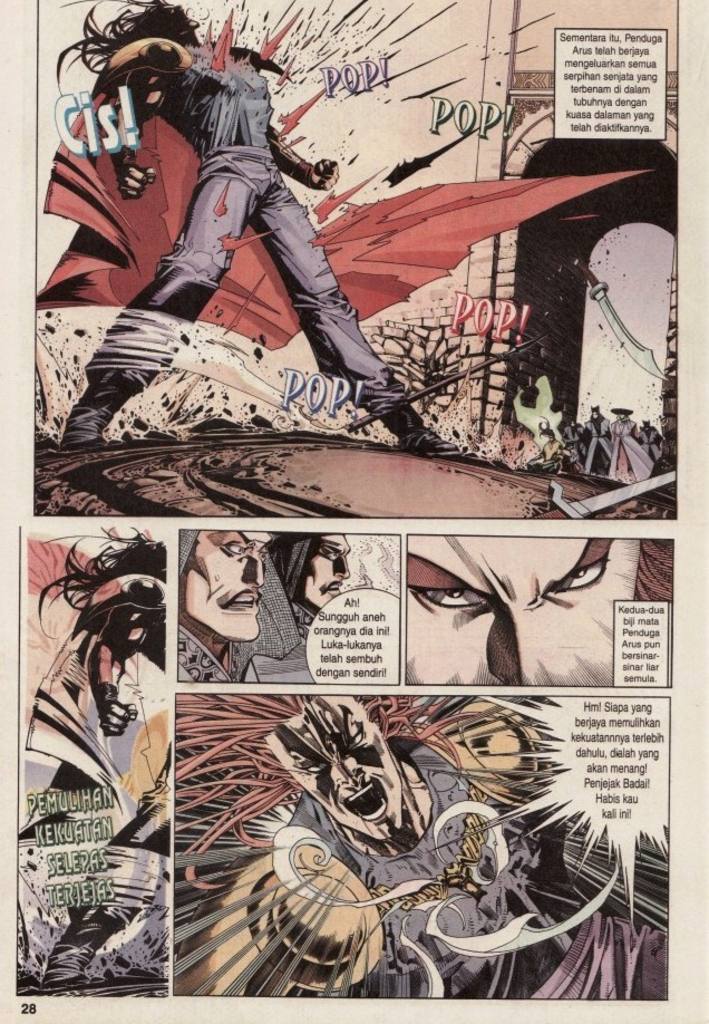 Sementara itu, Penduga
Arus telah berjaya
mengeluarkan semua
serpihan senjata yang
terbenam di dalam
tubuhnya dengan
kuasa dalaman yang
telah diaktifkannya.
Cis!
POP!
POP!
POP!
POP!
PEMULIHAN
KEKUATAN
SELEPAS
TERJEJAS
Ah!
Sungguh aneh
orangnya dia ini!
Luka-lukanya
telah sembuh
dengan sendiri!
Kedua-dua
biji mata
Penduga
Arus pun
bersinar-
sinar liar
semula.
Hm! Siapa yang
berjaya memulihkan
kekuatannnya terlebih
dahulu, dialah yang
akan menang!
Penjejak Badai!
Habis kau
kali ini!
28